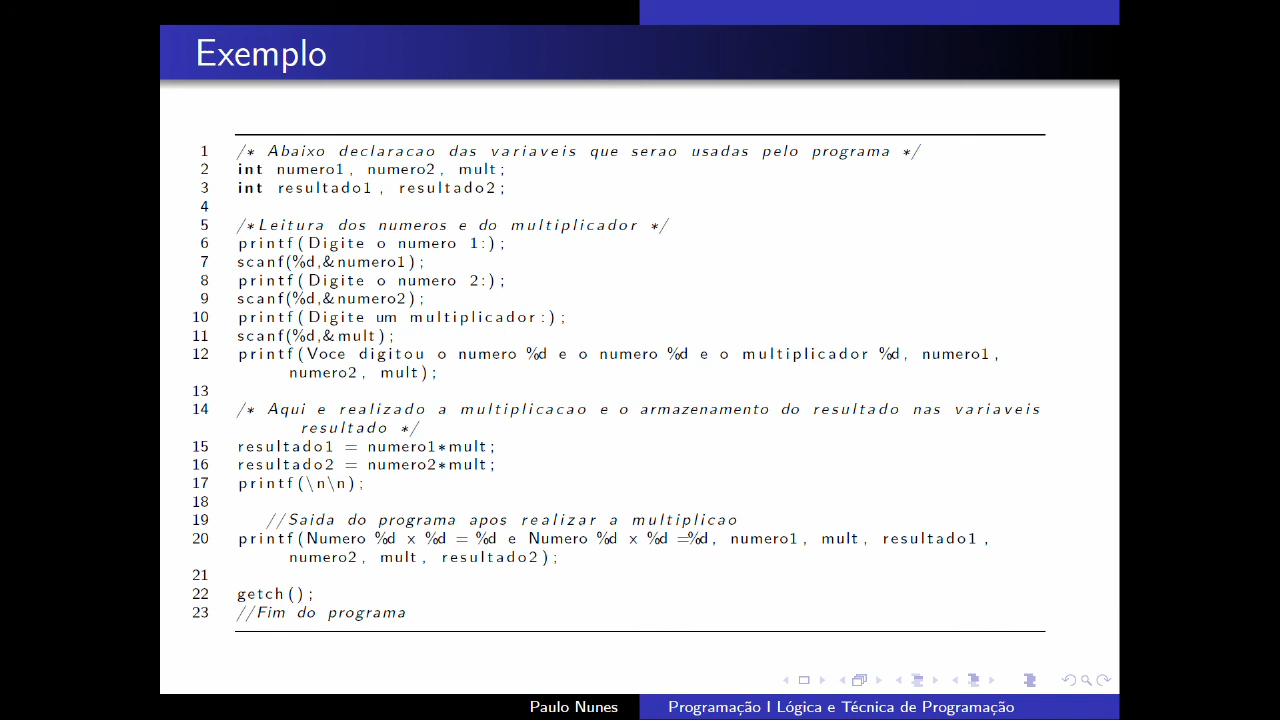 Exemplo
1 /* Abaixo declaracao das variaveis que serao usadas pelo programa */
2 int numero1, numero2, mult;
3 int resultado1, resultado2;
4
5 /*Leitura dos numeros e do multiplicador */
6 printf(Digite o numero 1:);
7 scanf(%d,&numero1);
8 printf(Digite o numero 2:);
9 scanf(%d,&numero2);
10 printf(Digite um multiplicador:);
11 scanf(%d,&mult);
12 printf(Voce digitou o numero %d e o numero %d e o multiplicador %d, numero1,
numero2, mult);
13
14 /* Aqui e realizado a multiplicacao e o armazenamento do resultado nas variaveis
resultado */
15 resultado1 = numero1*mult;
16 resultado2 = numero2*mult;
17 printf(\n\n);
18
19 //Saida do programa apos realizar a multiplicao
20 printf(Numero %d x %d = %d e Numero %d x %d =%d, numero1, mult, resultado1,
numero2, mult, resultado2);
21
22 getch();
23 //Fim do programa
Paulo Nunes
Programação I Lógica e Técnica de Programação